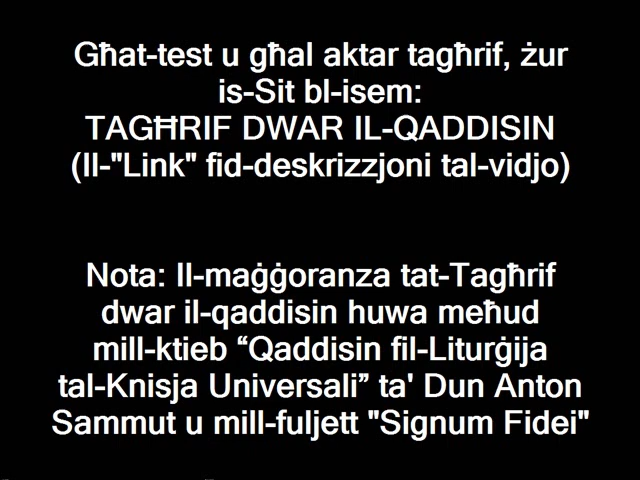 Għat-test u għal aktar tagħrif, żur
is-Sit bl-isem:
TAGĦRIF DWAR IL-QADDISIN
(Il-"Link" fid-deskrizzjoni tal-vidjo)
Nota: Il-maġġoranza tat-Tagħrif
dwar il-qaddisin huwa meħud
mill-ktieb “Qaddisin fil-Liturġija
tal-Knisja Universali” ta' Dun Anton
Sammut u mill-fuljett "Signum Fidei"